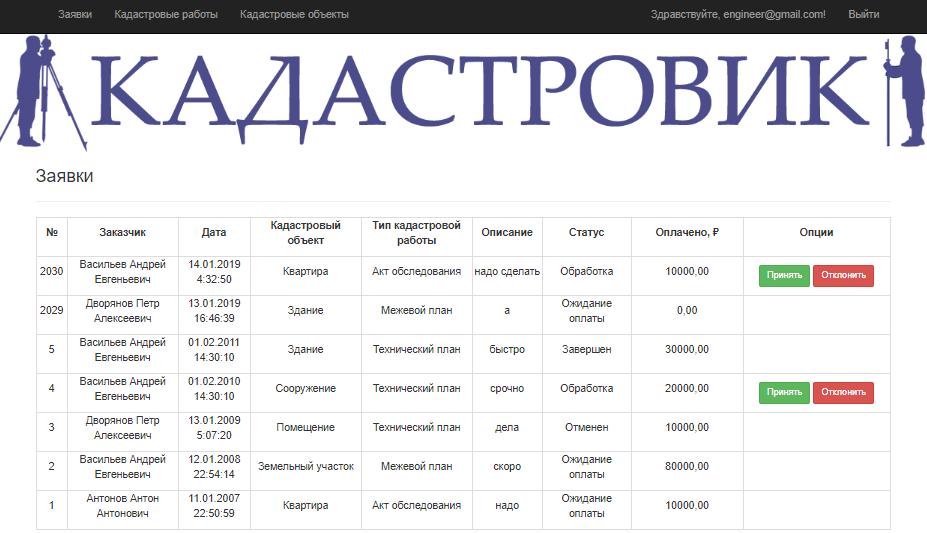 Заявки Кадастровые работы Кадастровые объекты Здравствуйте, engineer@gmail.com! Выйти
КАДАСТРОВИК
Заявки
№ Заказчик Дата Кадастровый объект Тип кадастровой работы Описание Статус Оплачено, ₽ Опции
2030 Васильев Андрей Евгеньевич 14.01.2019 4:32:50 Квартира Акт обследования надо сделать Обработка 10000,00 Принять Отклонить
2029 Дворянов Петр Алексеевич 13.01.2019 16:46:39 Здание Межевой план а Ожидание оплаты 0,00
5 Васильев Андрей Евгеньевич 01.02.2011 14:30:10 Здание Технический план быстро Завершен 30000,00
4 Васильев Андрей Евгеньевич 01.02.2010 14:30:10 Сооружение Технический план срочно Обработка 20000,00 Принять Отклонить
3 Дворянов Петр Алексеевич 13.01.2009 5:07:20 Помещение Технический план дела Отменен 10000,00
2 Васильев Андрей Евгеньевич 12.01.2008 22:54:14 Земельный участок Межевой план скоро Ожидание оплаты 80000,00
1 Антонов Антон Антонович 11.01.2007 22:50:59 Квартира Акт обследования надо Ожидание оплаты 10000,00